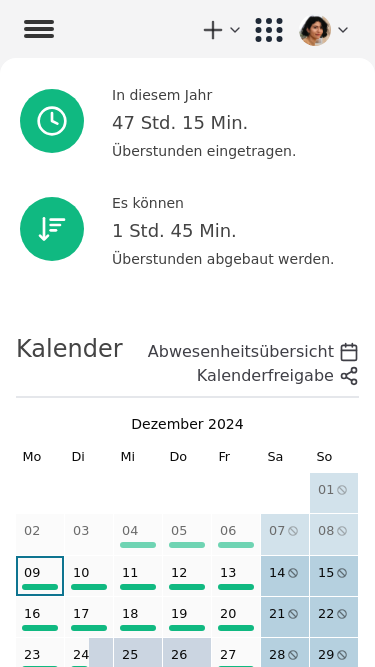 In diesem Jahr
47 Std. 15 Min.
Überstunden eingetragen.
Es können
1 Std. 45 Min.
Überstunden abgebaut werden.
Kalender
Abwesenheitsübersicht
Kalenderfreigabe
Dezember 2024
Mo Di Mi Do Fr Sa So
01
02 03 04 05 06 07 08
09 10 11 12 13 14 15
16 17 18 19 20 21 22
23 24 25 26 27 28 29